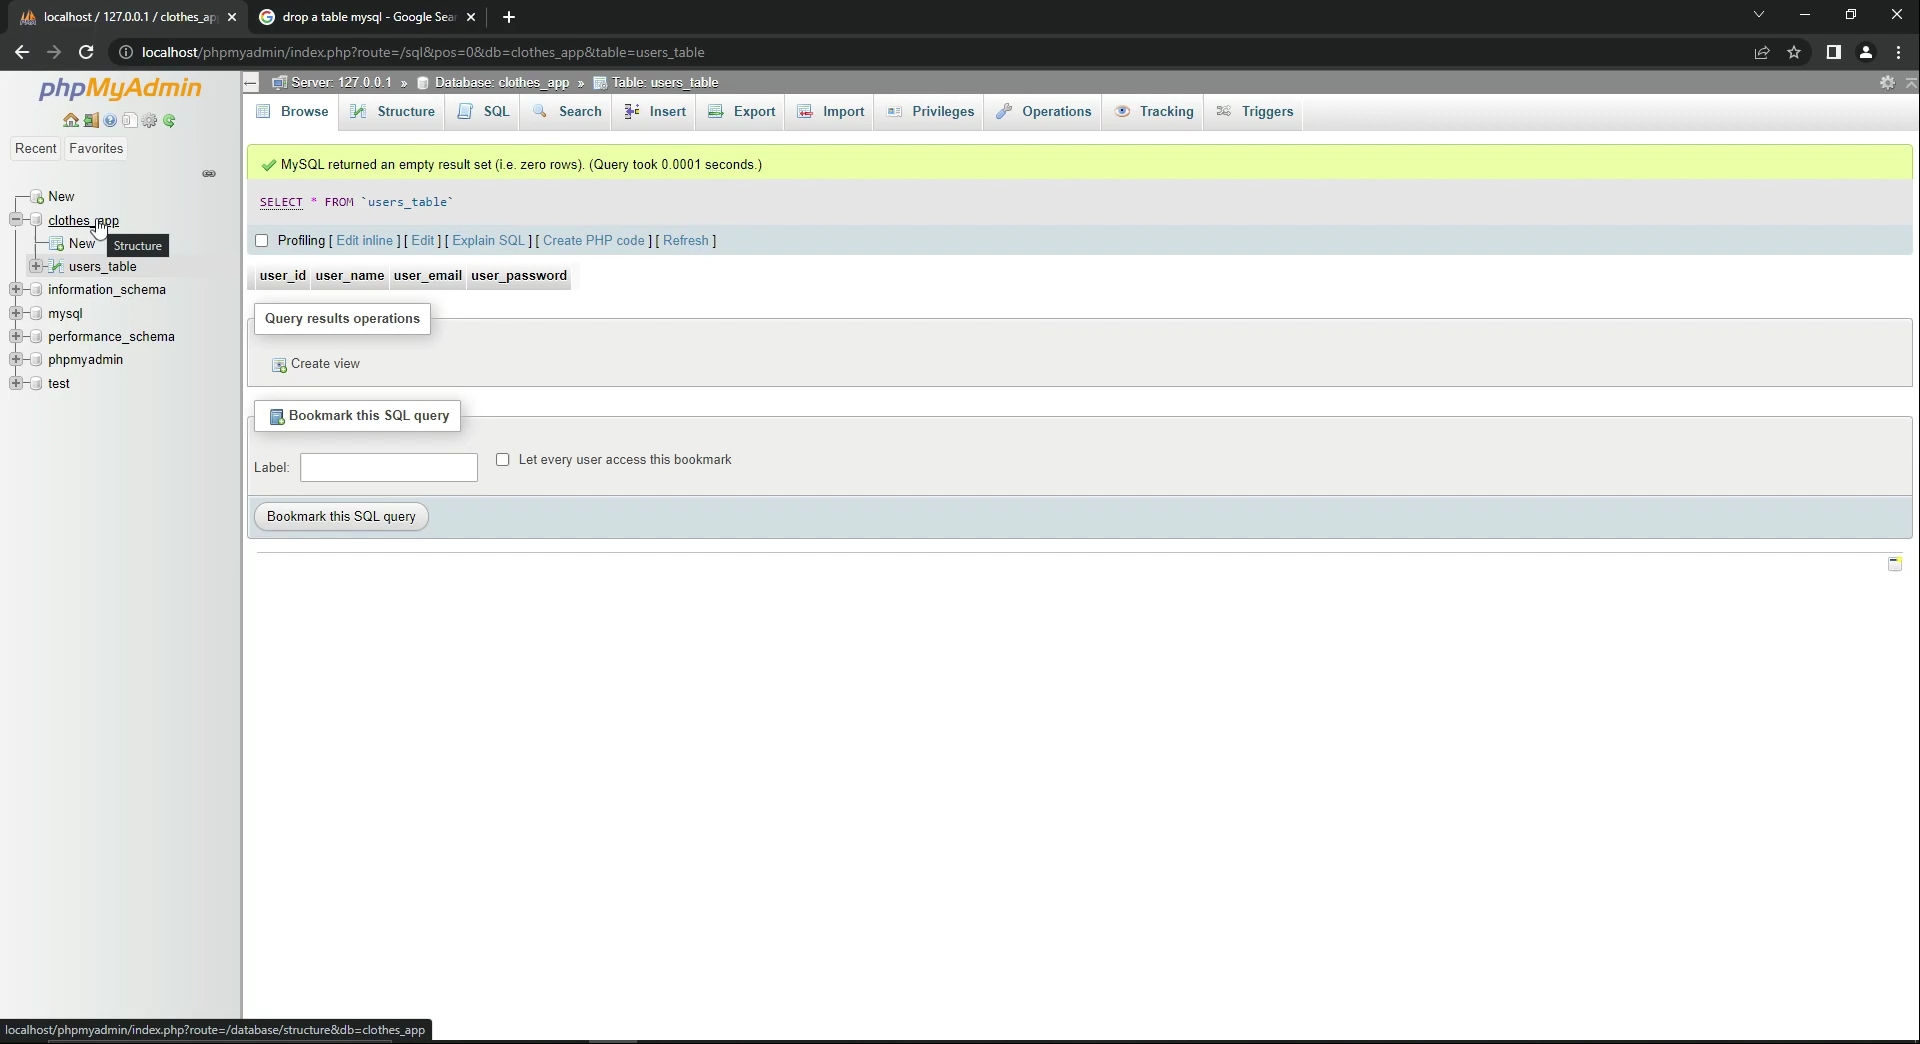 localhost / 127.0.0.1 / clothes_ap
drop a table mysql - Google Sear
localhost/phpmyadmin/index.php?route=/sql&pos=0&db=clothes_app&table=users_table
phpMyAdmin
Recent
Favorites
New
clothes_app
New
Structure
users_table
information_schema
mysql
performance_schema
phpmyadmin
test
Server: 127.0.0.1 » Database: clothes_app » Table: users_table
Browse
Structure
SQL
Search
Insert
Export
Import
Privileges
Operations
Tracking
Triggers
MySQL returned an empty result set (i.e. zero rows). (Query took 0.0001 seconds.)
SELECT * FROM `users_table`
Profiling [ Edit inline ] [ Edit ] [ Explain SQL ] [ Create PHP code ] [ Refresh ]
user_id user_name user_email user_password
Query results operations
Create view
Bookmark this SQL query
Label:
Let every user access this bookmark
Bookmark this SQL query
localhost/phpmyadmin/index.php?route=/database/structure&db=clothes_app